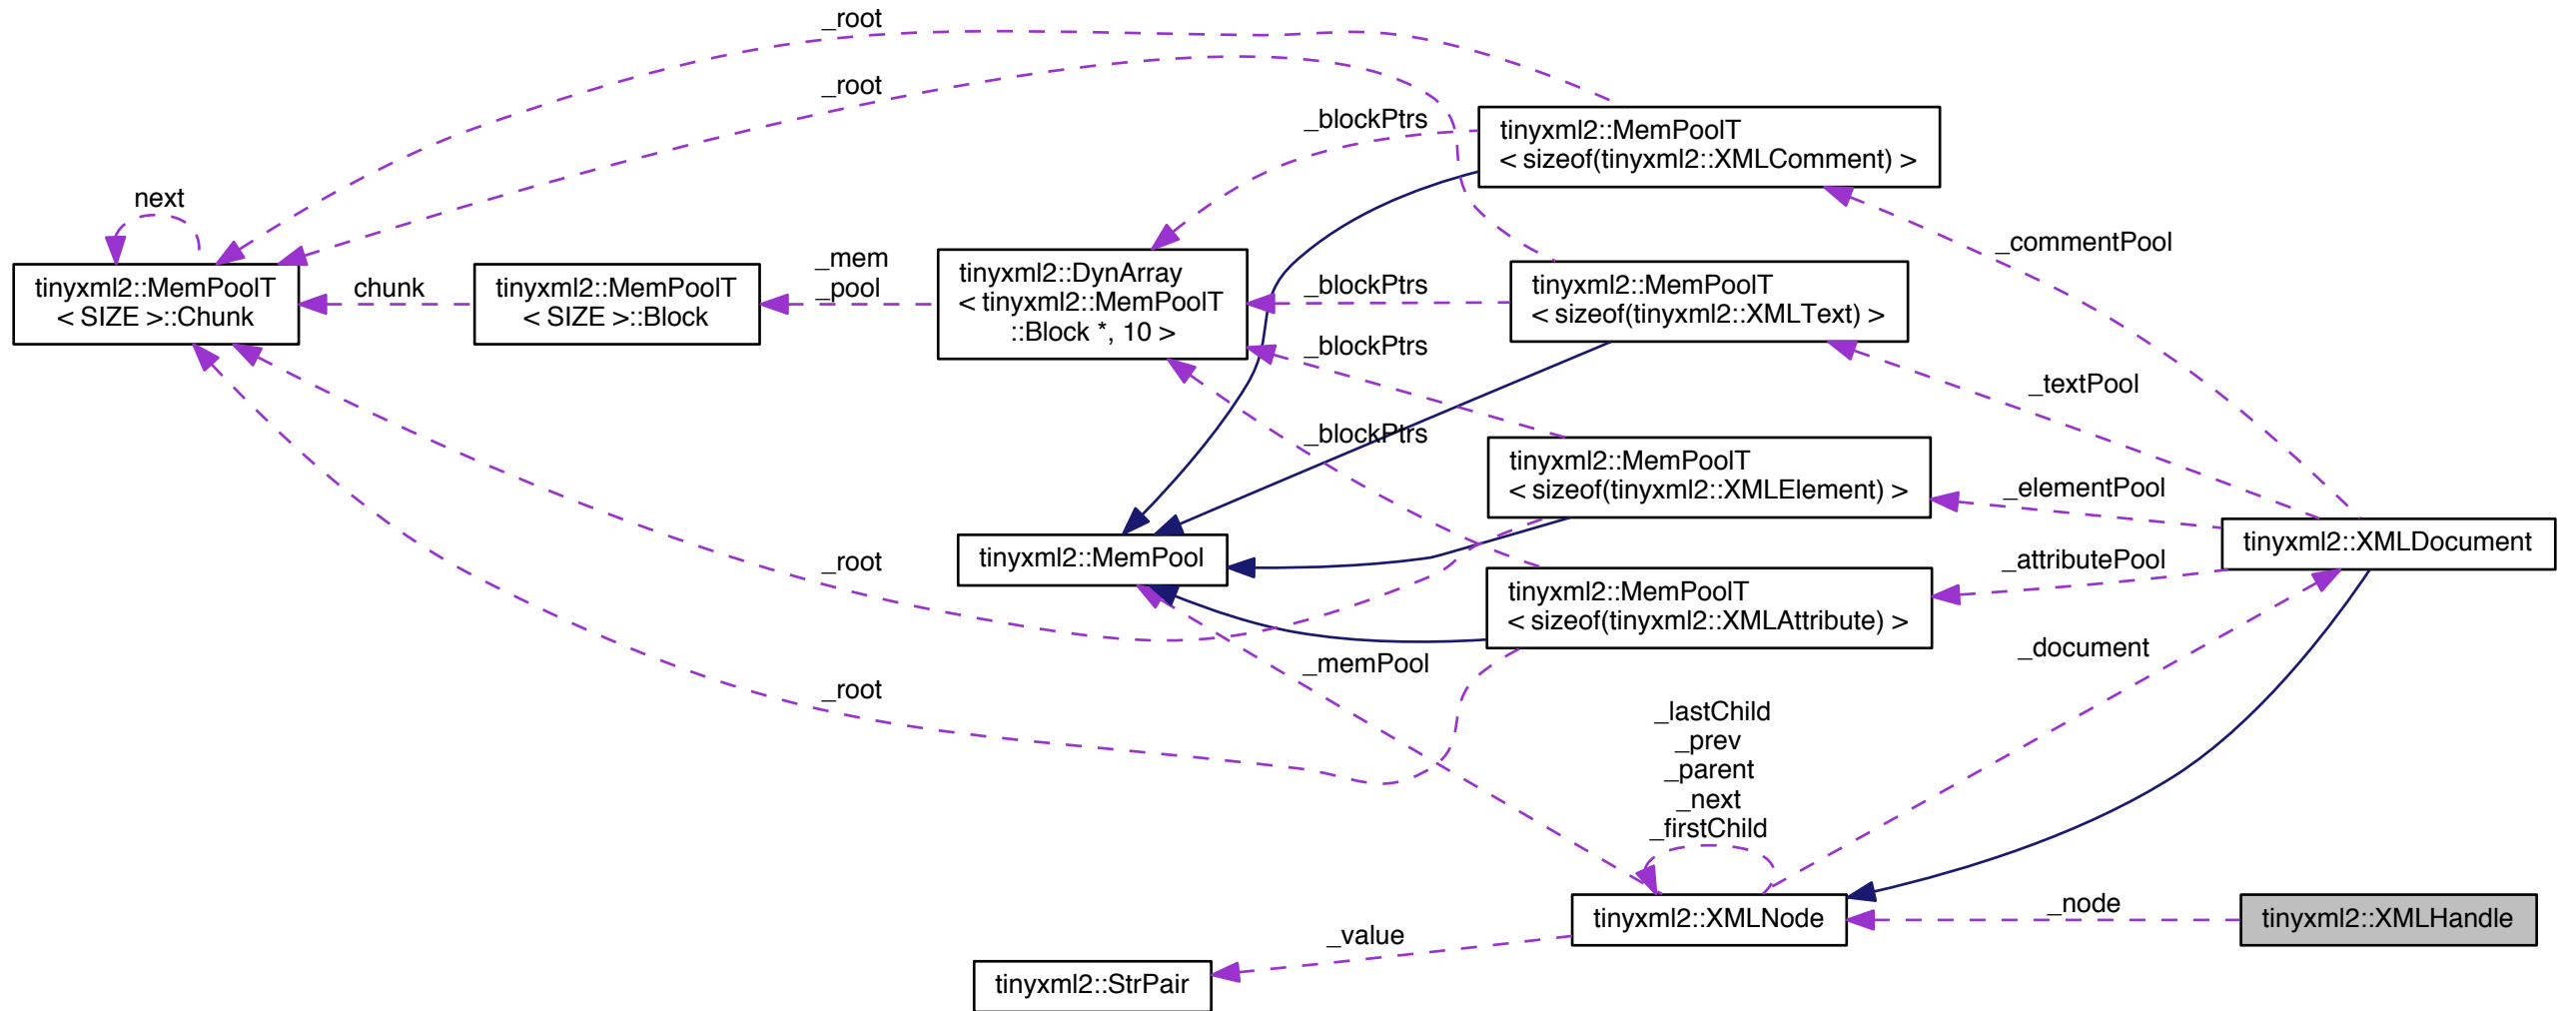 _root
_root
_blockPtrs
tinyxml2::MemPoolT
< sizeof(tinyxml2::XMLComment) >
next
_commentPool
tinyxml2::MemPoolT
< SIZE >::Chunk
chunk
tinyxml2::MemPoolT
< SIZE >::Block
_mem
_pool
tinyxml2::DynArray
< tinyxml2::MemPoolT
::Block *, 10 >
_blockPtrs
tinyxml2::MemPoolT
< sizeof(tinyxml2::XMLText) >
_blockPtrs
_textPool
_blockPtrs
tinyxml2::MemPoolT
< sizeof(tinyxml2::XMLElement) >
_elementPool
tinyxml2::XMLDocument
tinyxml2::MemPool
_root
_attributePool
tinyxml2::MemPoolT
< sizeof(tinyxml2::XMLAttribute) >
_document
_memPool
_root
_lastChild
_prev
_parent
_next
_firstChild
tinyxml2::XMLNode
_node
tinyxml2::XMLHandle
_value
tinyxml2::StrPair